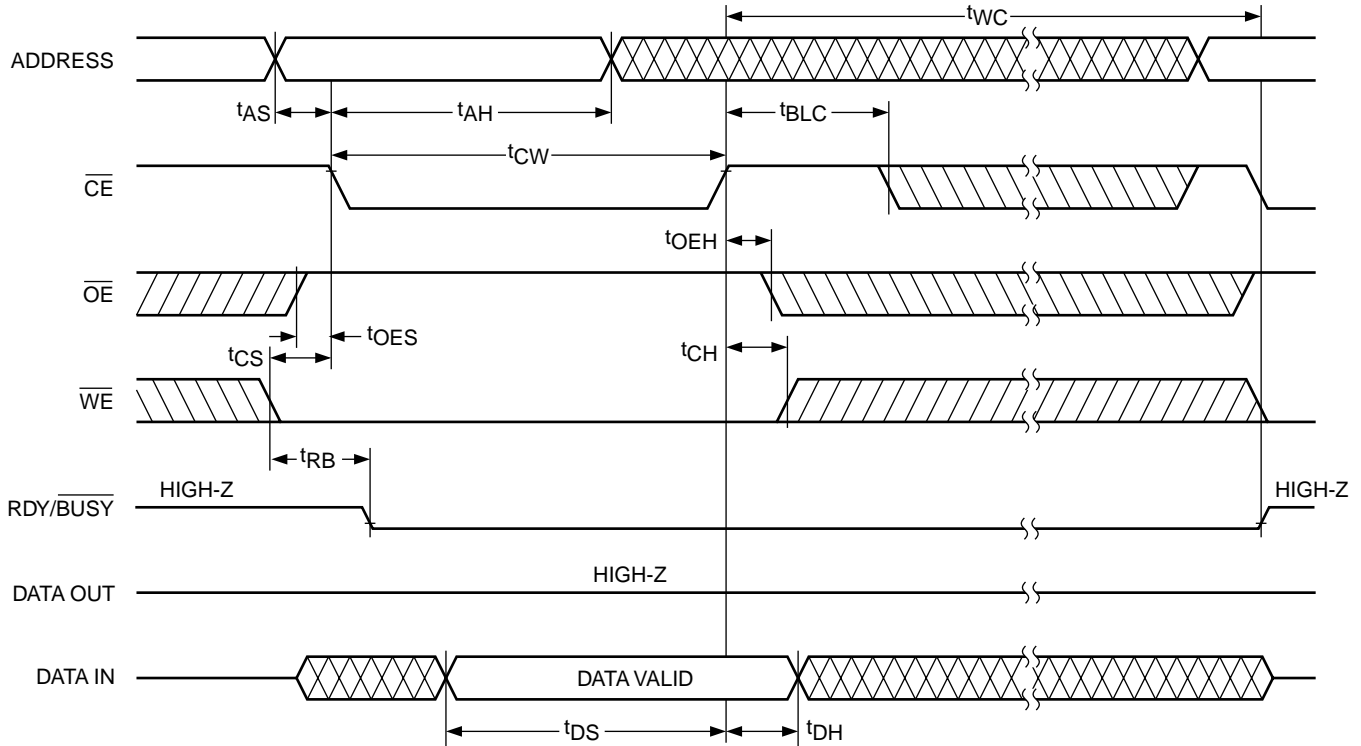 tWC
ADDRESS
tAS
tAH
tBLC
tCW
CE
tOEH
OE
tOES
tCS
tCH
WE
tRB
HIGH-Z
HIGH-Z
RDY/BUSY
HIGH-Z
DATA OUT
DATA IN
DATA VALID
tDS
tDH